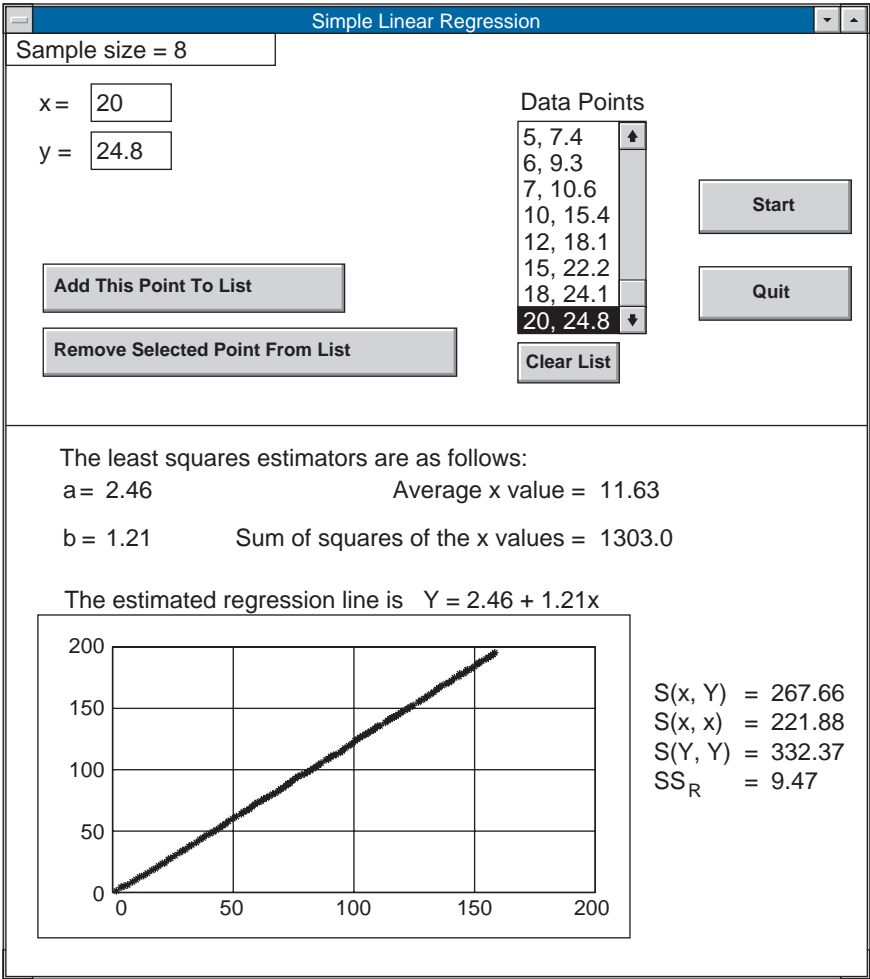 Simple Linear Regression
Sample size = 8
x = 20
y = 24.8
Data Points
5, 7.4
6, 9.3
7, 10.6
10, 15.4
12, 18.1
15, 22.2
18, 24.1
20, 24.8
Start
Quit
Add This Point To List
Remove Selected Point From List
Clear List
The least squares estimators are as follows:
a = 2.46 Average x value = 11.63
b = 1.21 Sum of squares of the x values = 1303.0
The estimated regression line is Y = 2.46 + 1.21x
200
150
100
50
0
0 50 100 150 200
S(x, Y) = 267.66
S(x, x) = 221.88
S(Y, Y) = 332.37
SS_R = 9.47